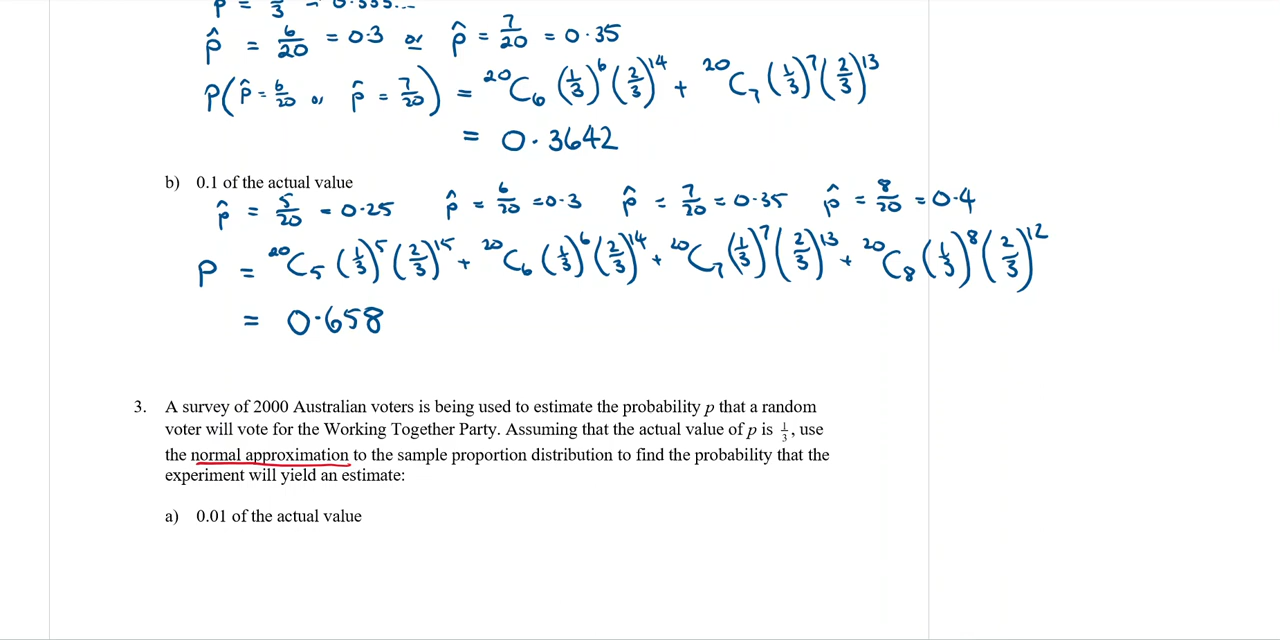 p = 1/3 = 0.333...
p̂ = 6/20 = 0.3 or p̂ = 7/20 = 0.35
P(p̂ = 6/20 or p̂ = 7/20) = ²⁰C₆ (1/3)⁶ (2/3)¹⁴ + ²⁰C₇ (1/3)⁷ (2/3)¹³
= 0.3642
b) 0.1 of the actual value
p̂ = 5/20 = 0.25 p̂ = 6/20 = 0.3 p̂ = 7/20 = 0.35 p̂ = 8/20 = 0.4
P = ²⁰C₅ (1/3)⁵ (2/3)¹⁵ + ²⁰C₆ (1/3)⁶ (2/3)¹⁴ + ²⁰C₇ (1/3)⁷ (2/3)¹³ + ²⁰C₈ (1/3)⁸ (2/3)¹²
= 0.658
3. A survey of 2000 Australian voters is being used to estimate the probability p that a random
voter will vote for the Working Together Party. Assuming that the actual value of p is 1/3, use
the normal approximation to the sample proportion distribution to find the probability that the
experiment will yield an estimate:
a) 0.01 of the actual value